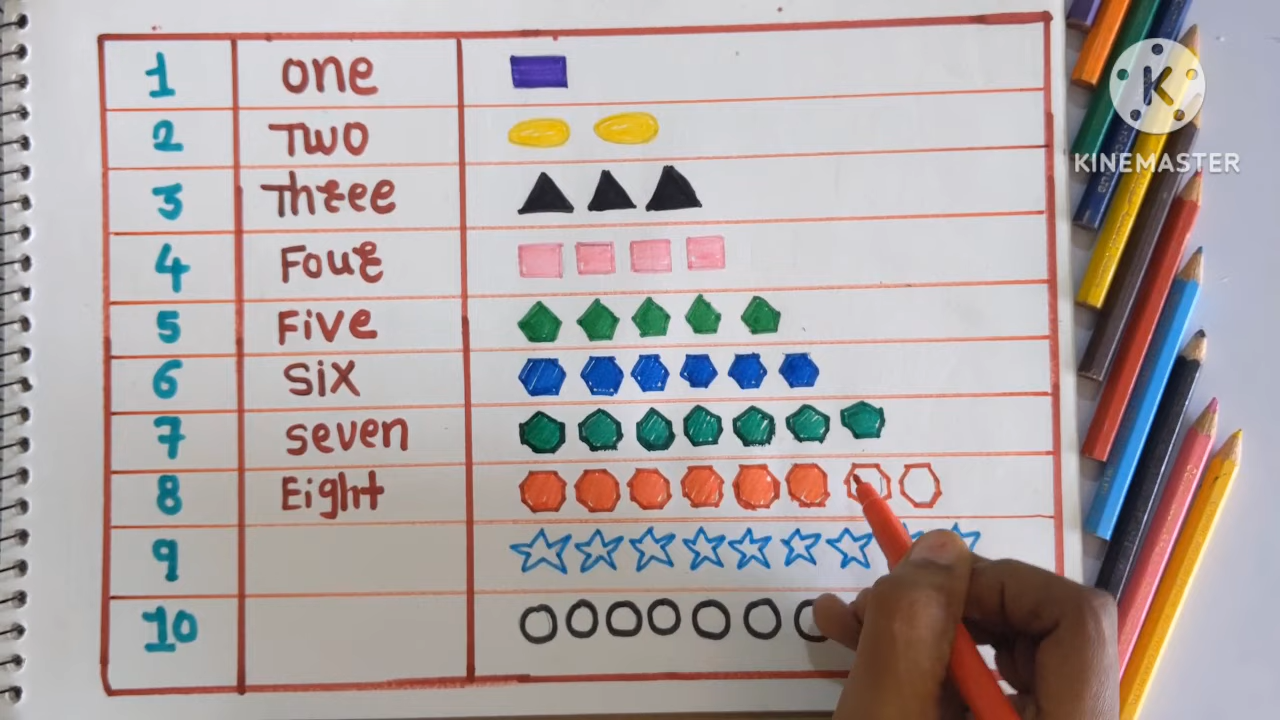 1 one
2 Two
3 Three
4 Four
5 Five
6 Six
7 seven
8 Eight
9
10
K
KINEMASTER